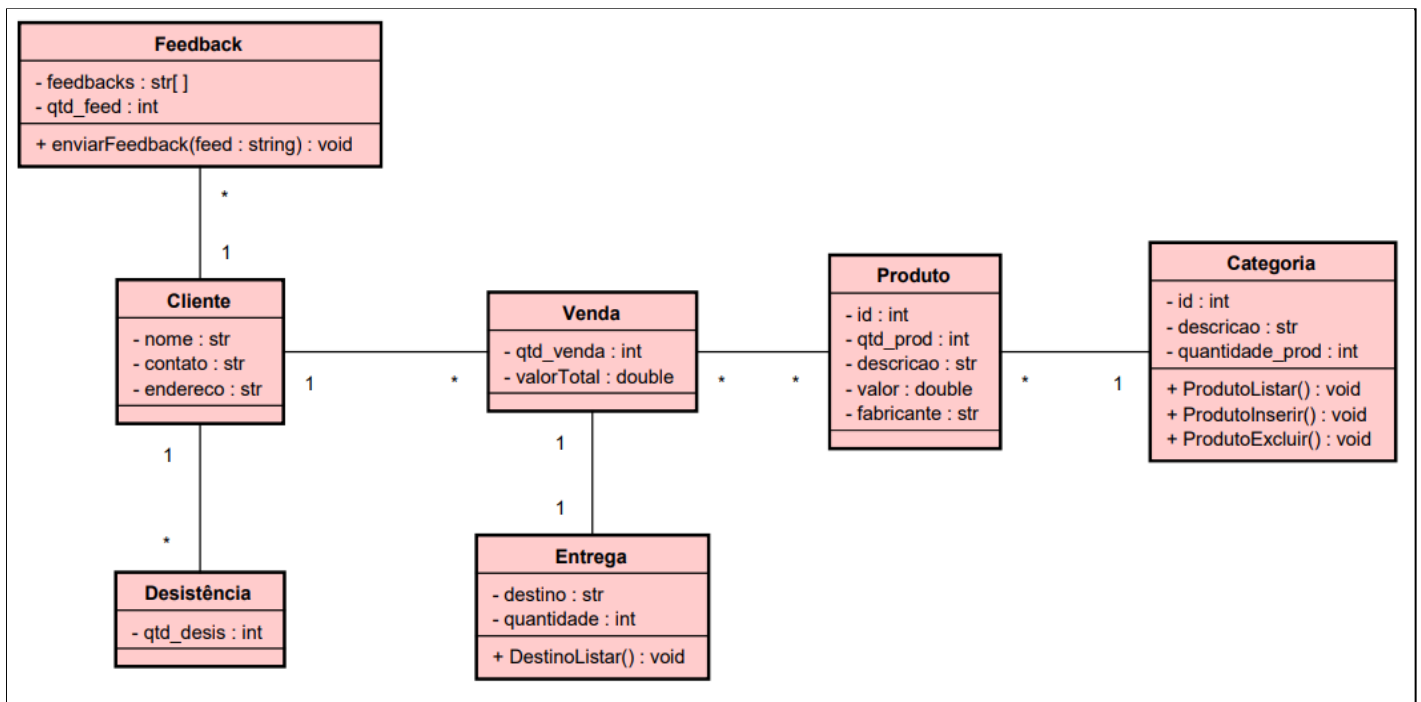 Feedback
- feedbacks : str[ ]
- qtd_feed : int
+ enviarFeedback(feed : string) : void
*
1
Cliente
- nome : str
- contato : str
- endereco : str
1
*
Venda
- qtd_venda : int
- valorTotal : double
*
*
Produto
- id : int
- qtd_prod : int
- descricao : str
- valor : double
- fabricante : str
*
1
Categoria
- id : int
- descricao : str
- quantidade_prod : int
+ ProdutoListar() : void
+ ProdutoInserir() : void
+ ProdutoExcluir() : void
1
*
Desistência
- qtd_desis : int
1
1
Entrega
- destino : str
- quantidade : int
+ DestinoListar() : void